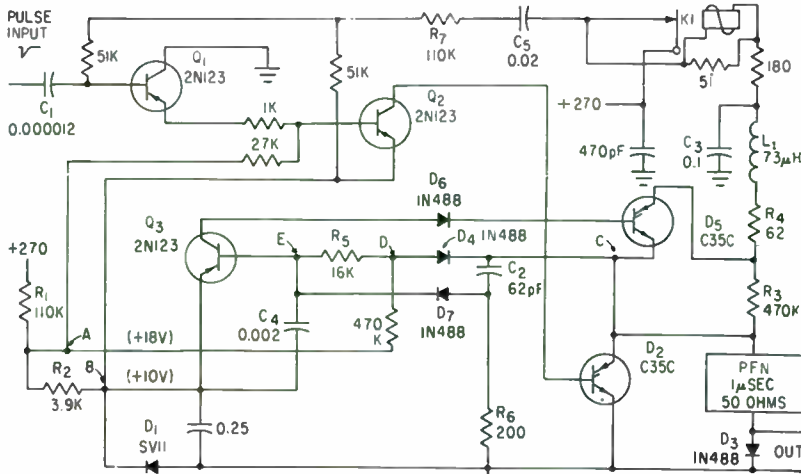 PULSE
INPUT
51K
Q1
2N123
C1
0.000012
1K
27K
51K
R7
110K
C5
0.02
Q2
2N123
K1
51
180
+270
470pF
C3
0.1
L1
73μH
R4
62
R3
470K
D6
1N488
Q3
2N123
E
R5
16K
D
D4
1N488
C
D5
C35C
C2
62pF
D7
1N488
C4
0.002
470
K
+270
R1
110K
A
(+18V)
B
(+10V)
R2
3.9K
D1
SV11
0.25
R6
200
D2
C35C
PFN
1μSEC
50 OHMS
D3
1N488
OUT